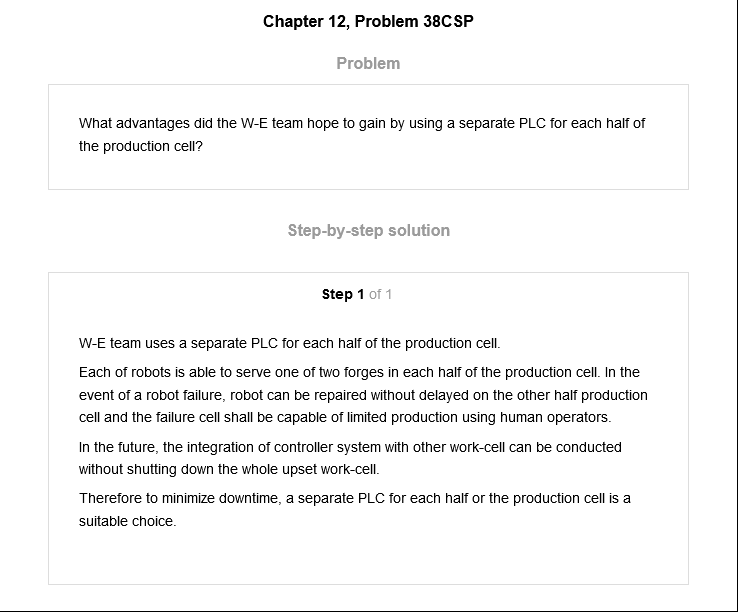 Chapter 12, Problem 38CSP
Problem
What advantages did the W-E team hope to gain by using a separate PLC for each half of
the production cell?
Step-by-step solution
Step 1 of 1
W-E team uses a separate PLC for each half of the production cell.
Each of robots is able to serve one of two forges in each half of the production cell. In the
event of a robot failure, robot can be repaired without delayed on the other half production
cell and the failure cell shall be capable of limited production using human operators.
In the future, the integration of controller system with other work-cell can be conducted
without shutting down the whole upset work-cell.
Therefore to minimize downtime, a separate PLC for each half or the production cell is a
suitable choice.